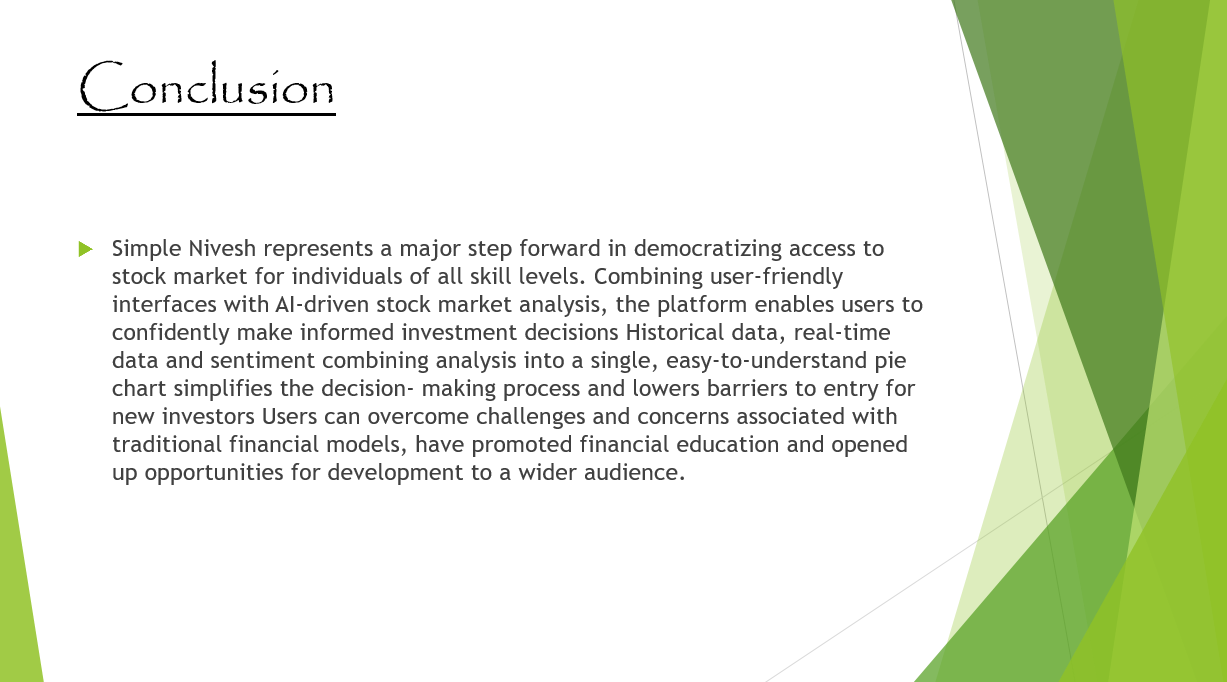 Conclusion
Simple Nivesh represents a major step forward in democratizing access to
stock market for individuals of all skill levels. Combining user-friendly
interfaces with AI-driven stock market analysis, the platform enables users to
confidently make informed investment decisions Historical data, real-time
data and sentiment combining analysis into a single, easy-to-understand pie
chart simplifies the decision- making process and lowers barriers to entry for
new investors Users can overcome challenges and concerns associated with
traditional financial models, have promoted financial education and opened
up opportunities for development to a wider audience.